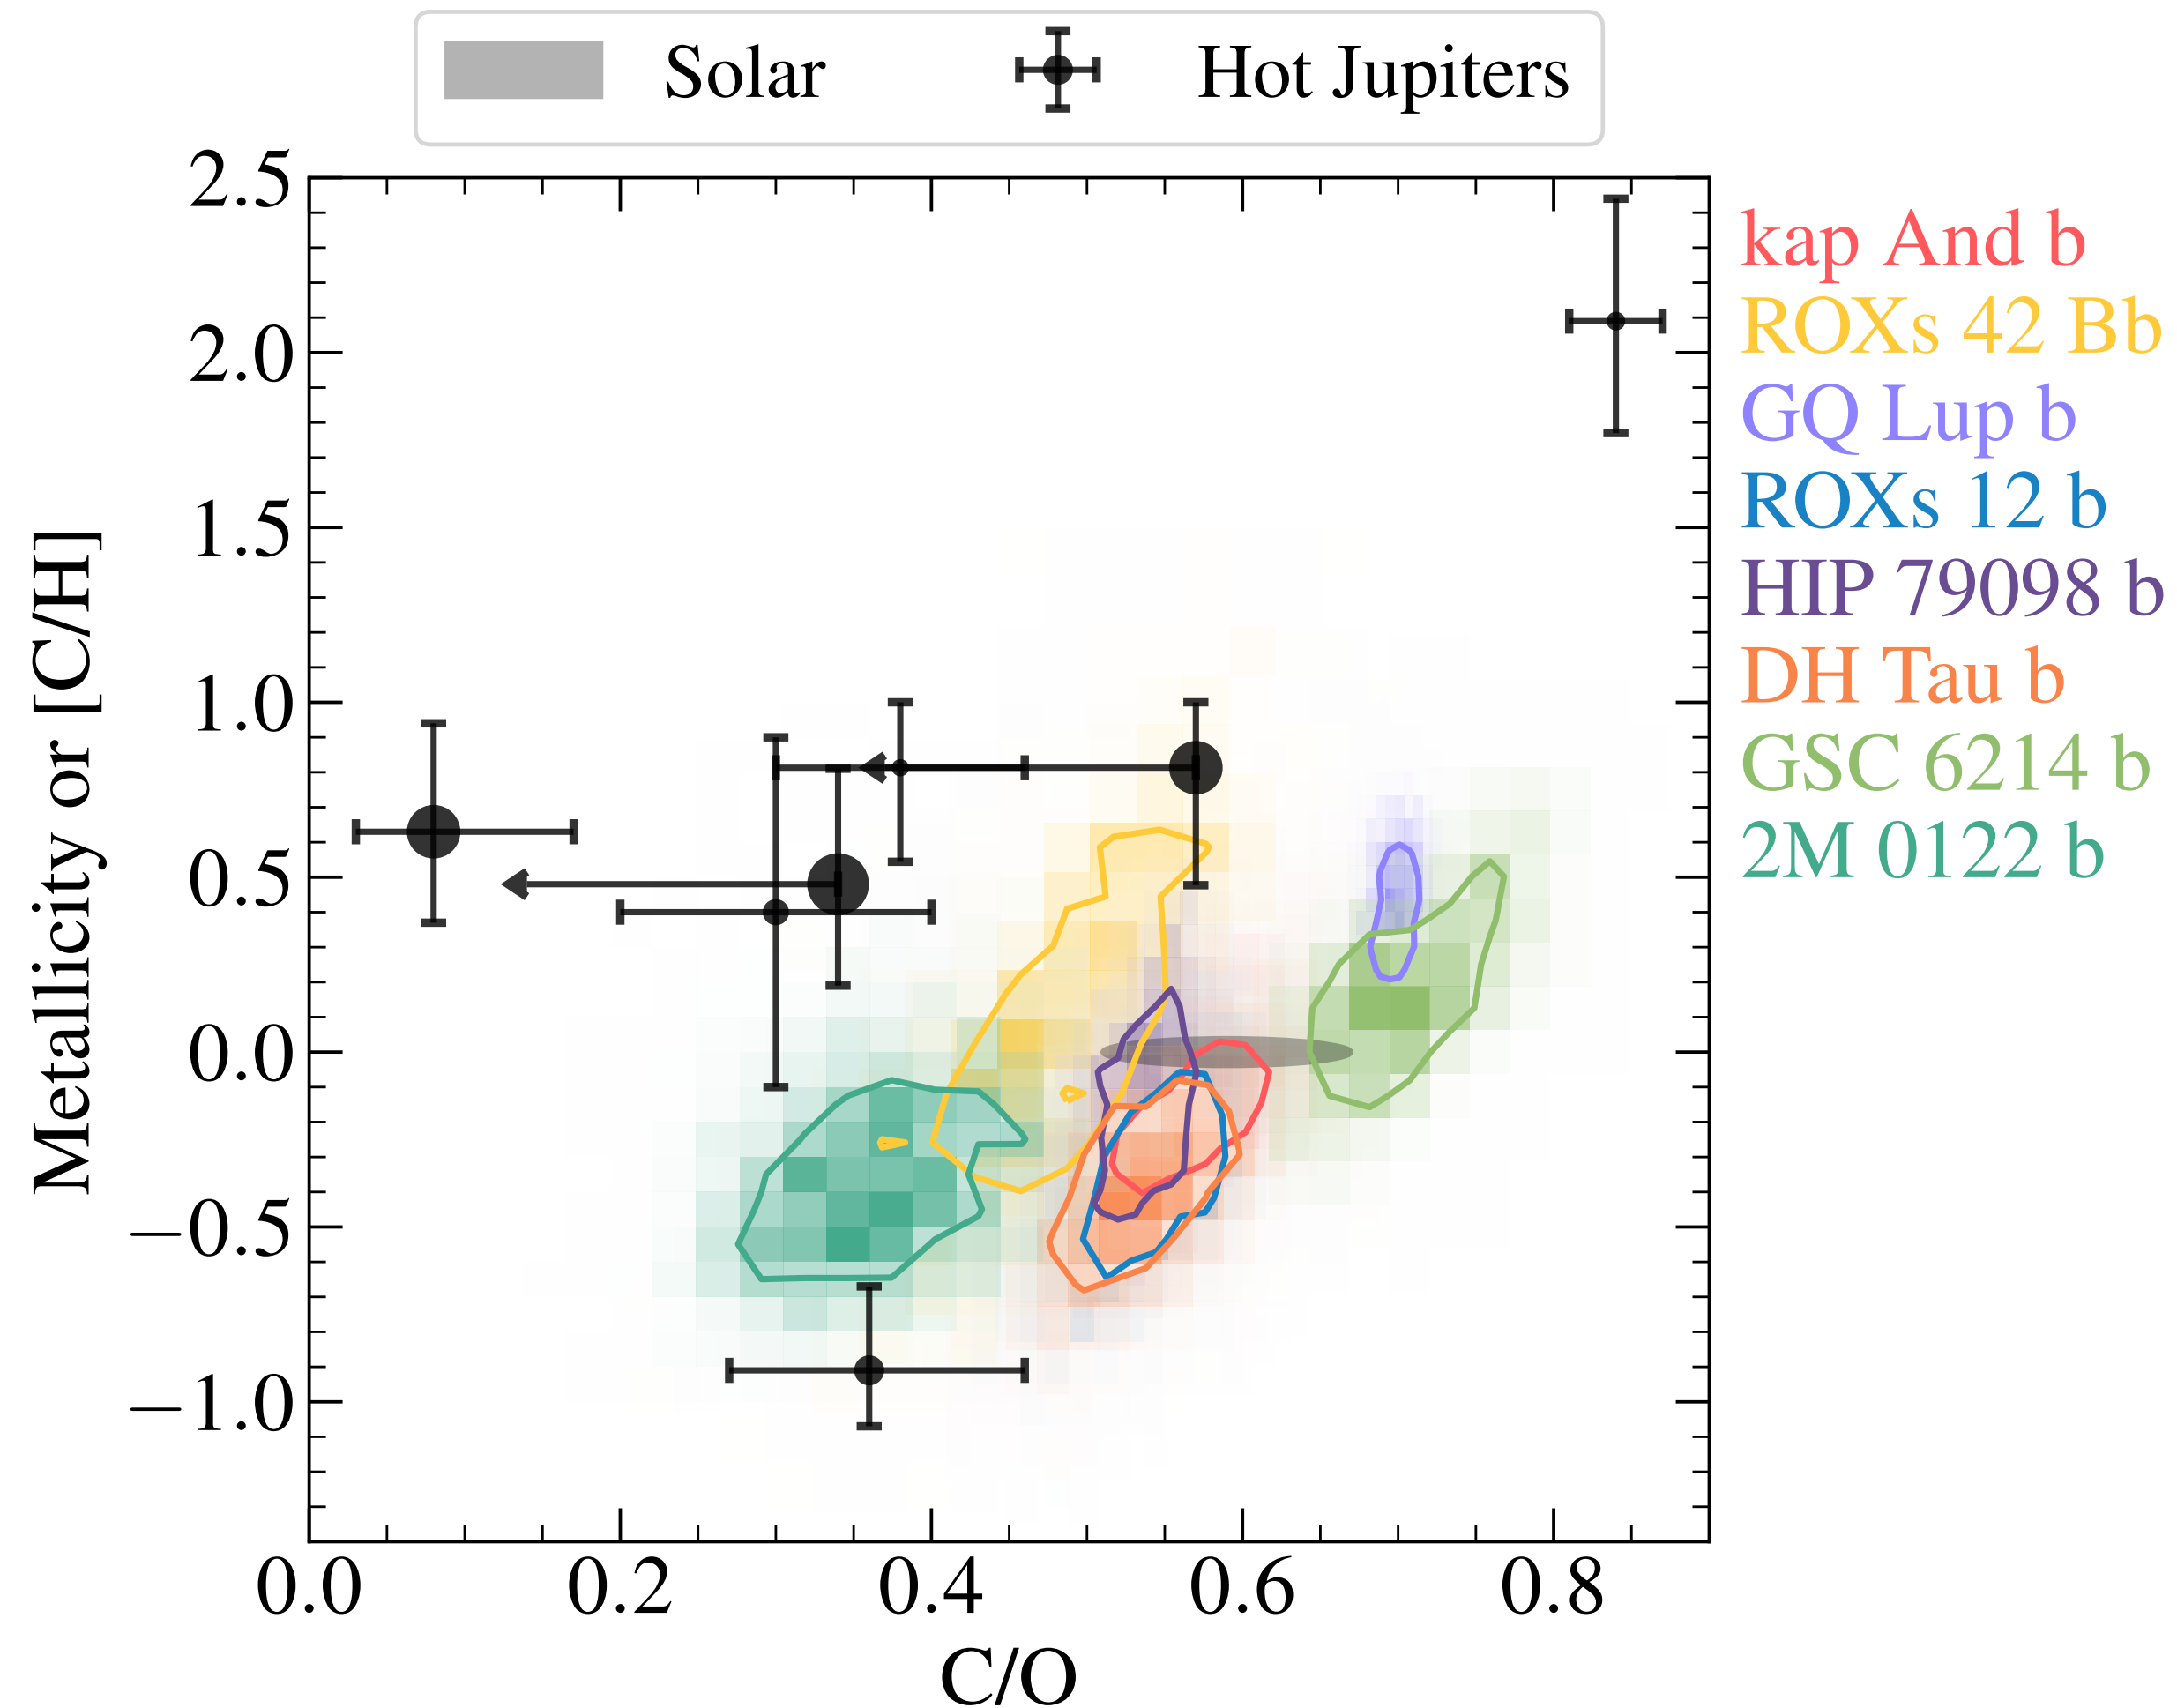 Solar Hot Jupiters
2.5
2.0
1.5
1.0
0.5
0.0
−0.5
−1.0
Metallicity or [C/H]
0.0 0.2 0.4 0.6 0.8
C/O
kap And b
ROXs 42 Bb
GQ Lup b
ROXs 12 b
HIP 79098 b
DH Tau b
GSC 6214 b
2M 0122 b